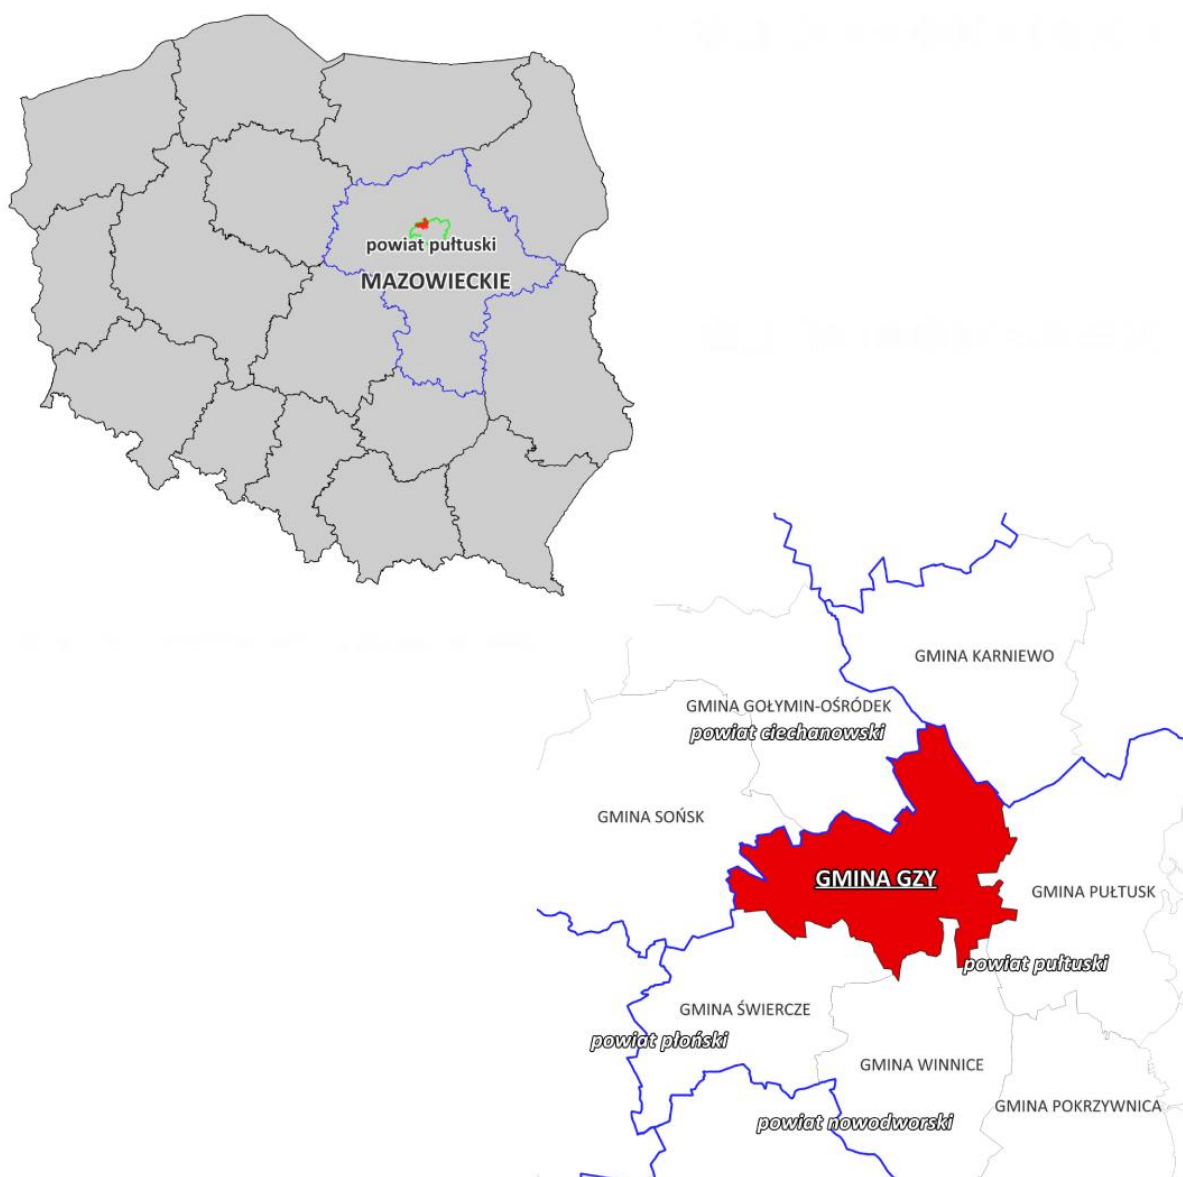 powiat pułtuski
MAZOWIECKIE
GMINA KARNIEWO
GMINA GOŁYMIN-OŚRÓDEK
powiat ciechanowski
GMINA SOŃSK
GMINA GZY
GMINA PUŁTUSK
powiat pułtuski
GMINA ŚWIERCZE
powiat płoński
GMINA WINNICE
GMINA POKRZYWNICA
powiat nowodworski